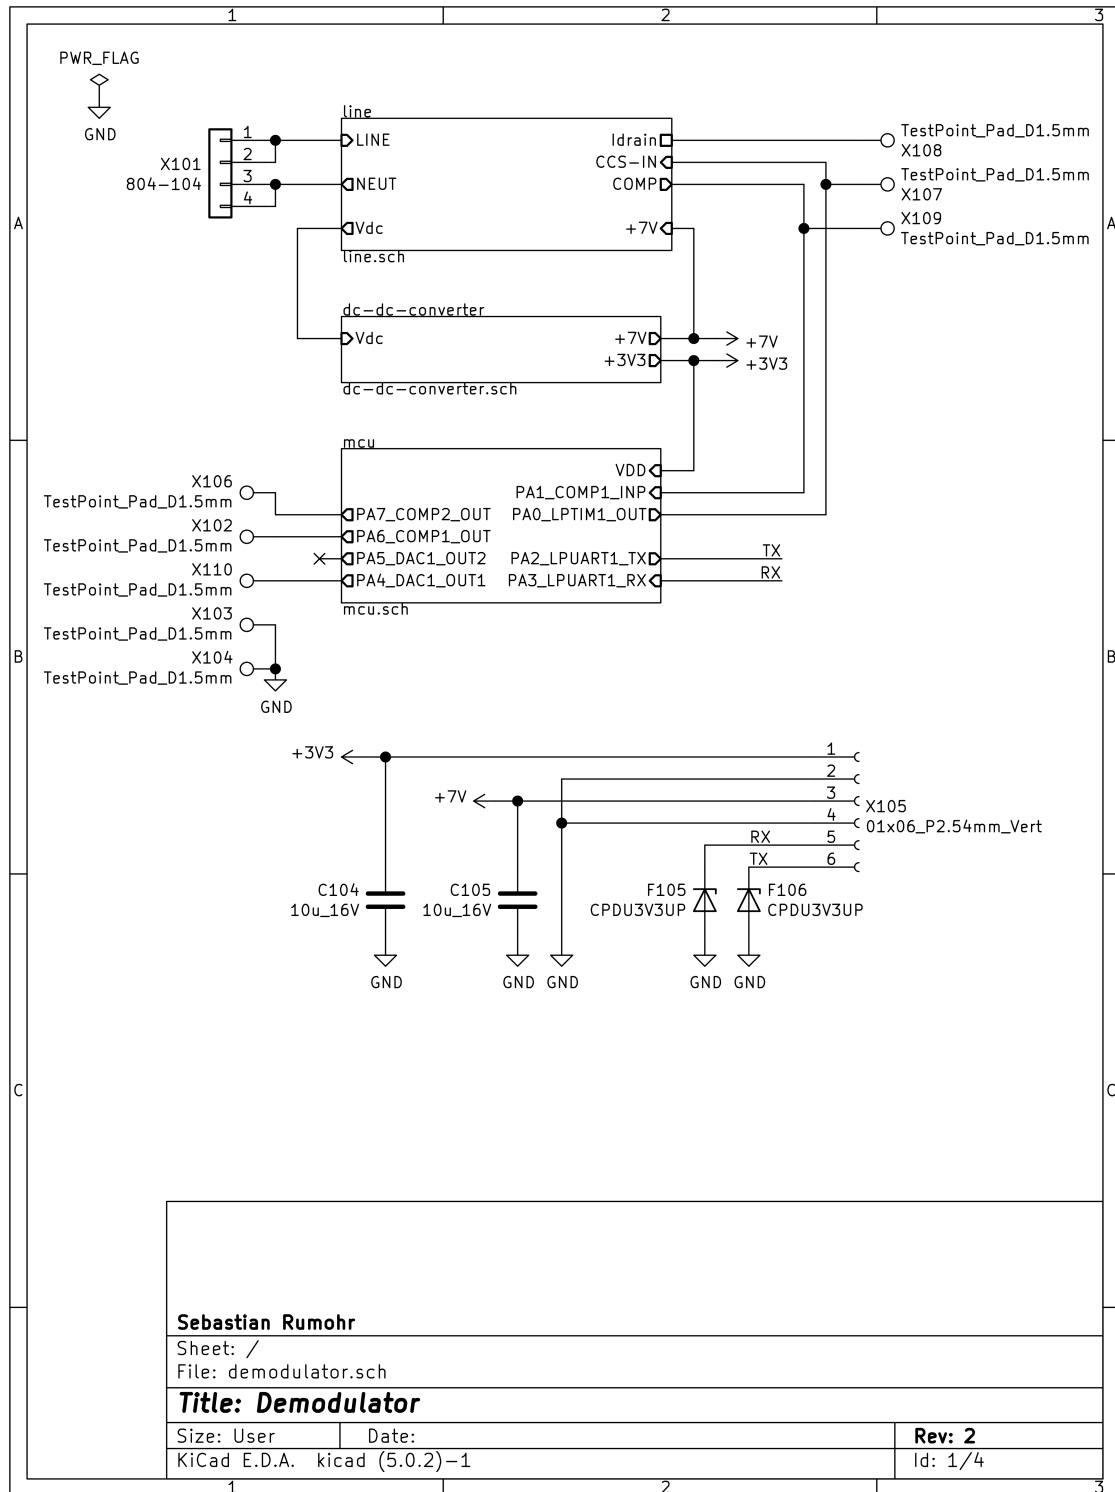 1 2 3
PWR_FLAG
GND
X101
804-104
1
2
3
4
line
LINE
NEUT
Vdc
Idrain
CCS-IN
COMP
+7V
line.sch
TestPoint_Pad_D1.5mm
X108
TestPoint_Pad_D1.5mm
X107
X109
TestPoint_Pad_D1.5mm
A A
dc-dc-converter
Vdc
+7V
+3V3
+7V
+3V3
dc-dc-converter.sch
mcu
VDD
PA1_COMP1_INP
PA7_COMP2_OUT PA0_LPTIM1_OUT
PA6_COMP1_OUT
PA5_DAC1_OUT2 PA2_LPUART1_TX TX
PA4_DAC1_OUT1 PA3_LPUART1_RX RX
mcu.sch
X106
TestPoint_Pad_D1.5mm
X102
TestPoint_Pad_D1.5mm
X110
TestPoint_Pad_D1.5mm
X103
TestPoint_Pad_D1.5mm
X104
TestPoint_Pad_D1.5mm
GND
B B
+3V3
+7V
1
2
3
4
5
6
RX
TX
X105
01x06_P2.54mm_Vert
C104
10u_16V
C105
10u_16V
F105
CPDU3V3UP
F106
CPDU3V3UP
GND GND GND GND GND
C C
Sebastian Rumohr
Sheet: /
File: demodulator.sch
Title: Demodulator
Size: User Date: Rev: 2
KiCad E.D.A. kicad (5.0.2)-1 Id: 1/4
1 2 3